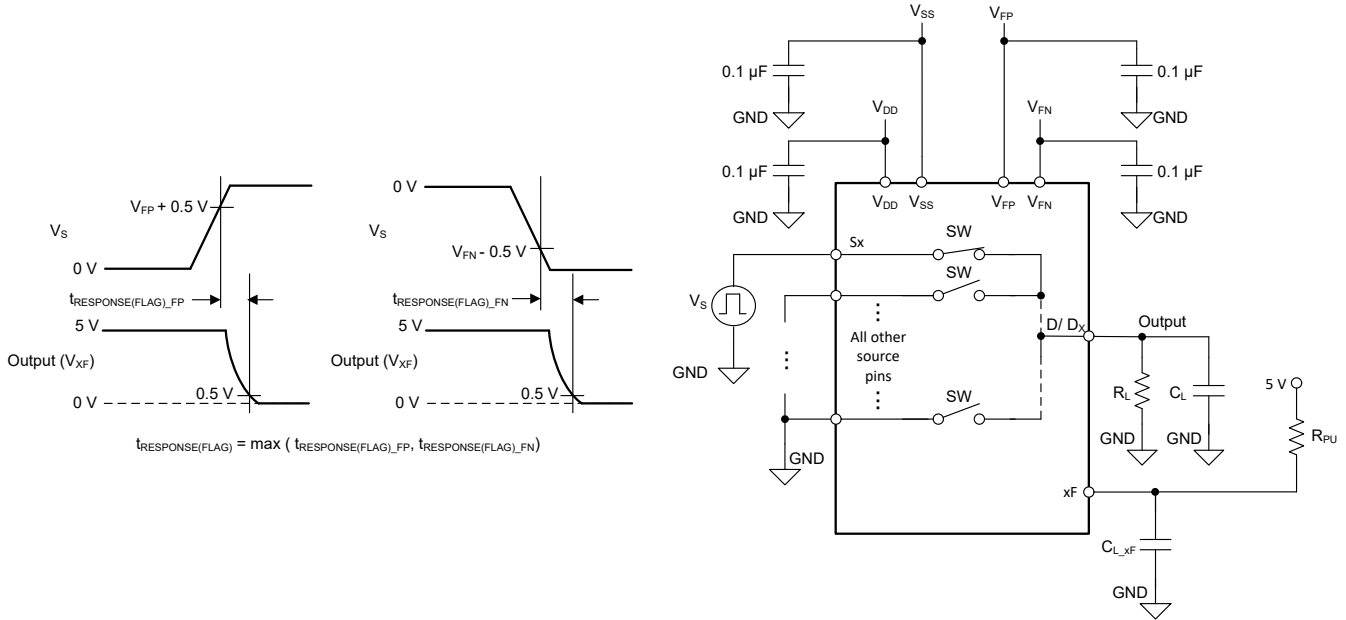 0 V
V_FP + 0.5 V
V_S
0 V
t_RESPONSE(FLAG)_FP
5 V
Output (V_XF)
0.5 V
0 V
0 V
V_S
V_FN - 0.5 V
t_RESPONSE(FLAG)_FN
5 V
Output (V_XF)
0.5 V
0 V
t_RESPONSE(FLAG) = max ( t_RESPONSE(FLAG)_FP, t_RESPONSE(FLAG)_FN)
V_SS
V_FP
0.1 µF
0.1 µF
GND
V_DD
V_FN
GND
0.1 µF
0.1 µF
GND
V_DD
V_SS
V_FP
V_FN
GND
Sx
SW
SW
V_S
GND
All other
source
pins
D/ D_X
Output
SW
R_L
C_L
5 V
GND
GND
GND
R_PU
xF
C_L_xF
GND